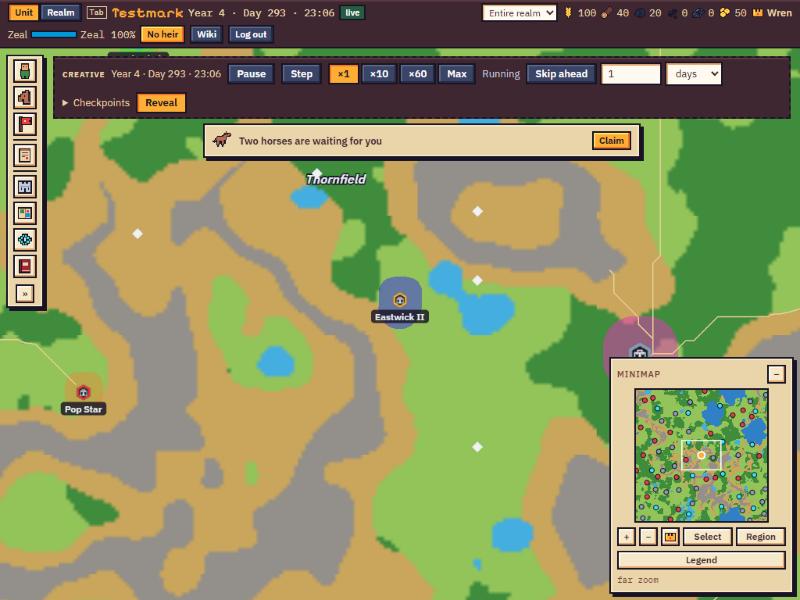 Unit Realm Tab Testmark Year 4 · Day 293 · 23:06 live Entire realm 100 40 20 0 0 50 Wren
Zeal Zeal 100% No heir Wiki Log out
CREATIVE Year 4 · Day 293 · 23:06 Pause Step ×1 ×10 ×60 Max Running Skip ahead 1 days
▶ Checkpoints Reveal
Two horses are waiting for you Claim
Thornfield
»
Eastwick II
Pop Star
MINIMAP −
+ − Select Region
Legend
far zoom